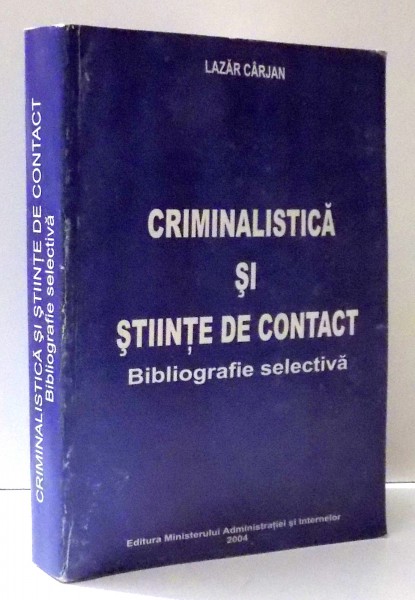 LAZĂR CÂRJAN
CRIMINALISTICĂ
ŞI
ŞTIINŢE DE CONTACT
Bibliografie selectivă
Editura Ministerului Administraţiei şi Internelor
2004
CRIMINALISTICĂ ŞI ŞTIINŢE DE CONTACT
Bibliografie selectivă